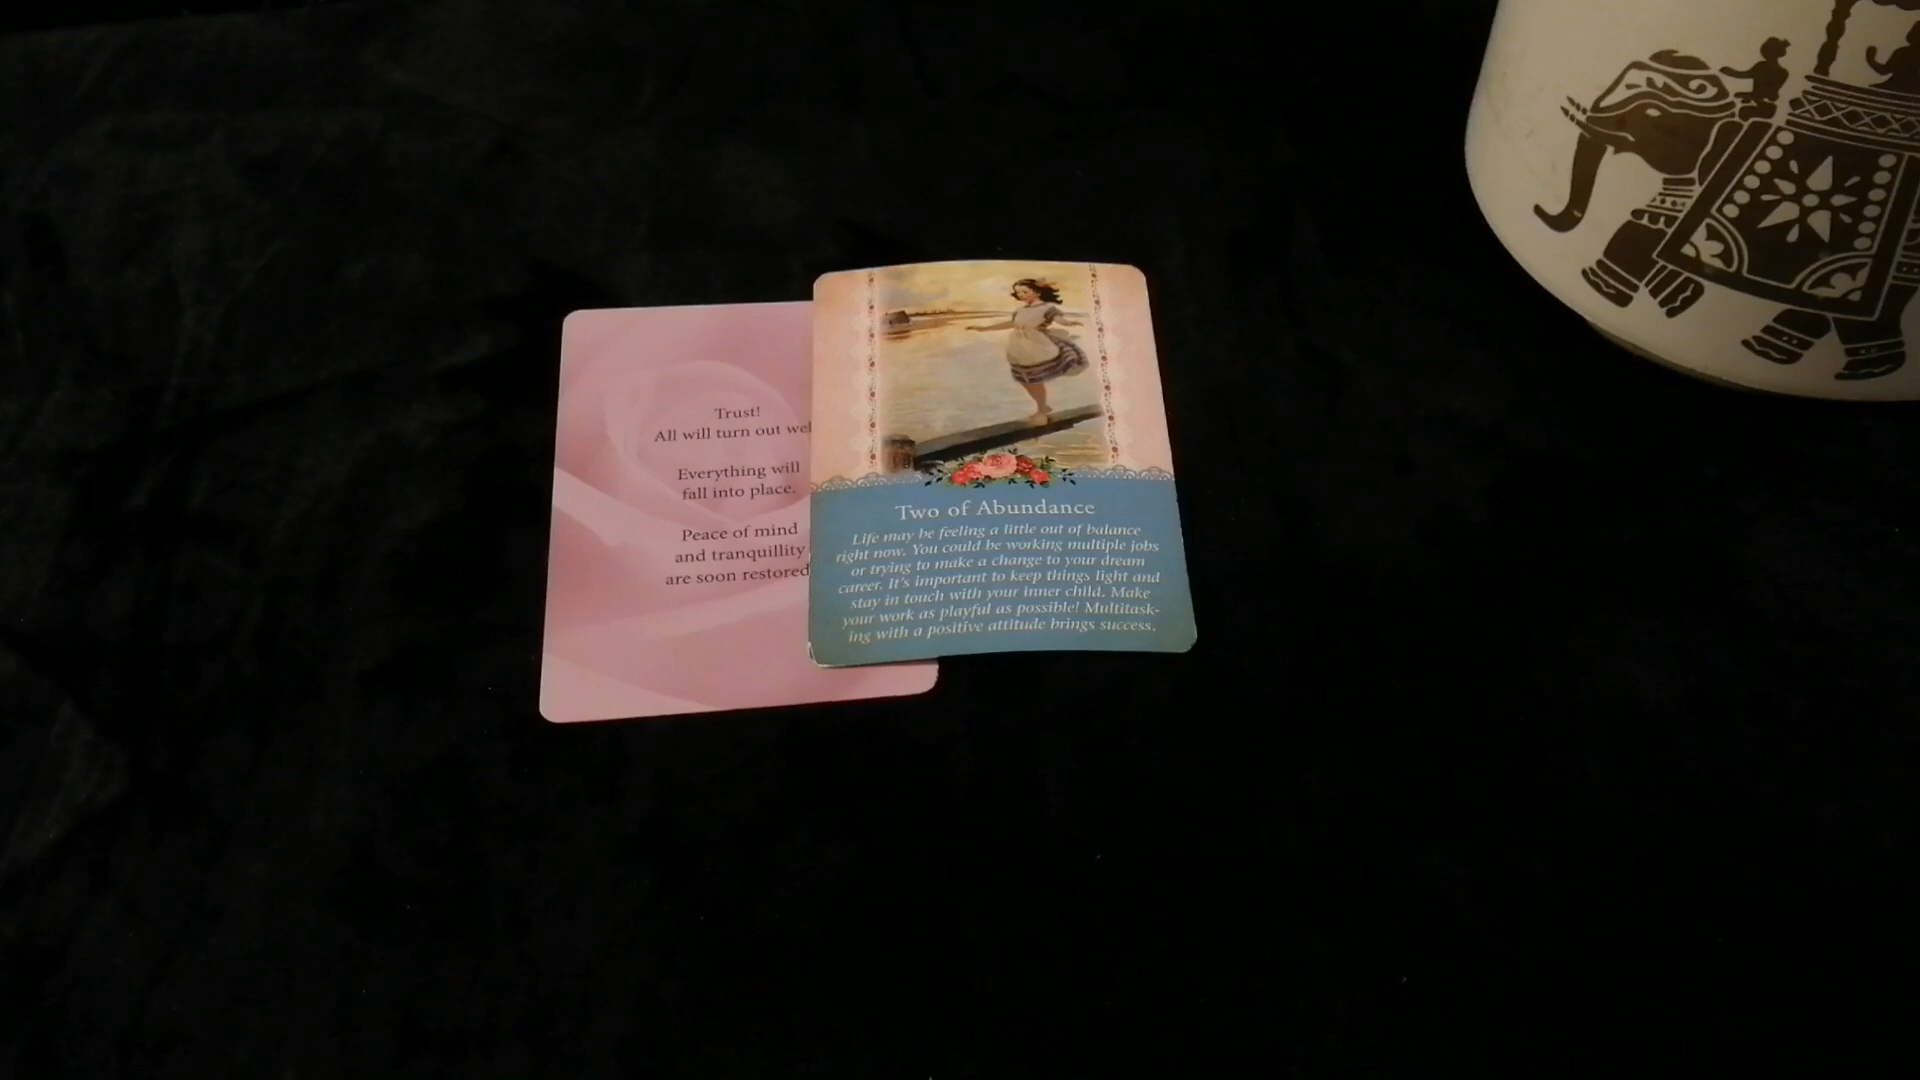 Trust!
All will turn out wel
Everything will
fall into place.
Peace of mind
and tranquillity
are soon restored
Two of Abundance
Life may be feeling a little out of balance
right now. You could be working multiple jobs
or trying to make a change to your dream
career. It's important to keep things light and
stay in touch with your inner child. Make
your work as playful as possible! Multitask-
ing with a positive attitude brings success.